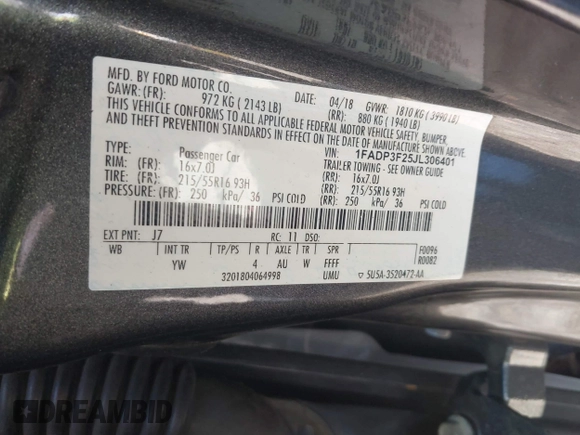 MFD. BY FORD MOTOR CO.
04/18 GVWR: 1810 KG ( 3990 LB)
GAWR: (FR): 972 KG ( 2143 LB) (RR): 880 KG ( 1940 LB)
THIS VEHICLE CONFORMS TO ALL APPLICABLE FEDERAL MOTOR VEHICLE SAFETY, BUMPER,
AND THEFT PREVENTION STANDARDS IN EFFECT ON THE DATE OF MANUFACTURE SHOWN ABOVE.
VIN: 1FADP3F25JL306401
TYPE: Passenger Car TRAILER TOWING - SEE OWNER GUIDE
RIM: (FR) 16x7.0J (RR) 16x7.0J
TIRE: (FR) 215/55R16 93H (RR) 215/55R16 93H
PRESSURE: (FR) 250 kPa/ 36 PSI COLD (RR) 250 kPa/ 36 PSI COLD
EXT PNT: J7 RC: 11 DSO: F0096
WB INT TR TP/PS R AXLE TR SPR R0082
YW 4 AU W FFFF
3201804064998 UMU 5U5A-3520472-AA
DREAMBID